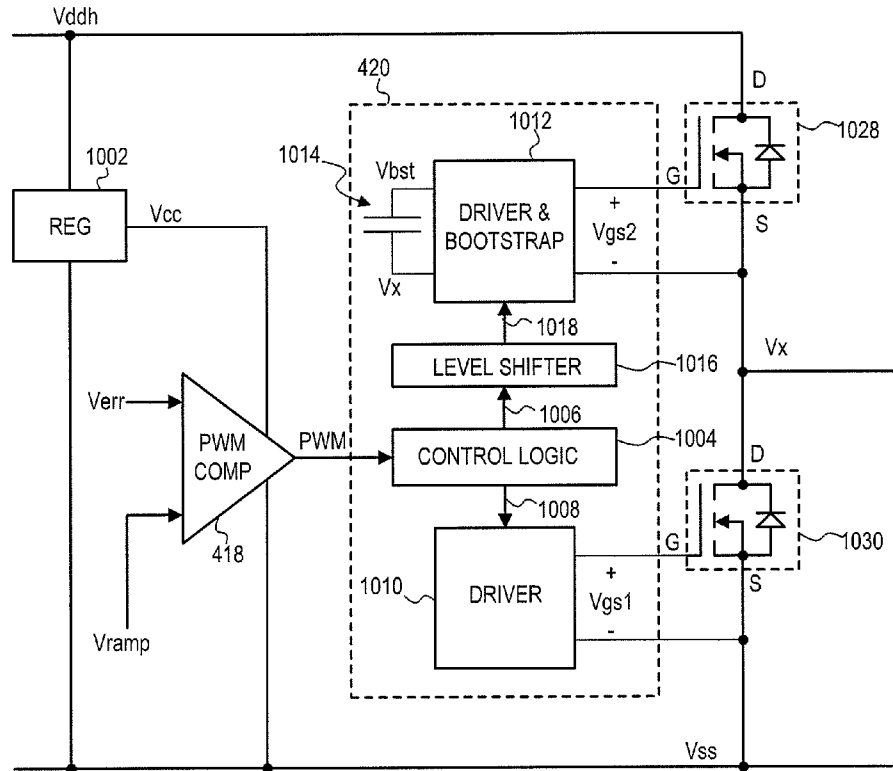 Vddh
D
420
1012
1028
1014
Vbst
1002
G
+
REG
Vcc
DRIVER &
BOOTSTRAP
Vgs2
S
-
Vx
1018
LEVEL SHIFTER
1016
Vx
Verr
1006
PWM
COMP
PWM
CONTROL LOGIC
1004
D
1008
418
G
1030
+
1010
DRIVER
Vgs1
S
-
Vramp
Vss